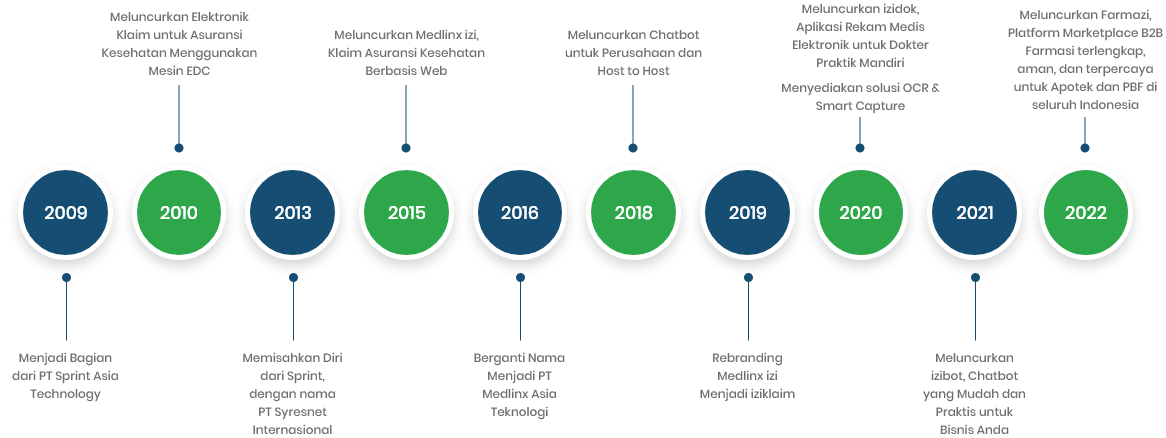 Meluncurkan Elektronik
Klaim untuk Asuransi
Kesehatan Menggunakan
Mesin EDC
Meluncurkan Medlinx izi,
Klaim Asuransi Kesehatan
Berbasis Web
Meluncurkan Chatbot
untuk Perusahaan dan
Host to Host
Meluncurkan izidok,
Aplikasi Rekam Medis
Elektronik untuk Dokter
Praktik Mandiri
Menyediakan solusi OCR &
Smart Capture
Meluncurkan Farmazi,
Platform Marketplace B2B
Farmasi terlengkap,
aman, dan terpercaya
untuk Apotek dan PBF di
seluruh Indonesia
2009
2010
2013
2015
2016
2018
2019
2020
2021
2022
Menjadi Bagian
dari PT Sprint Asia
Technology
Memisahkan Diri
dari Sprint,
dengan nama
PT Syresnet
Internasional
Berganti Nama
Menjadi PT
Medlinx Asia
Teknologi
Rebranding
Medlinx izi
Menjadi iziklaim
Meluncurkan
izibot, Chatbot
yang Mudah dan
Praktis untuk
Bisnis Anda